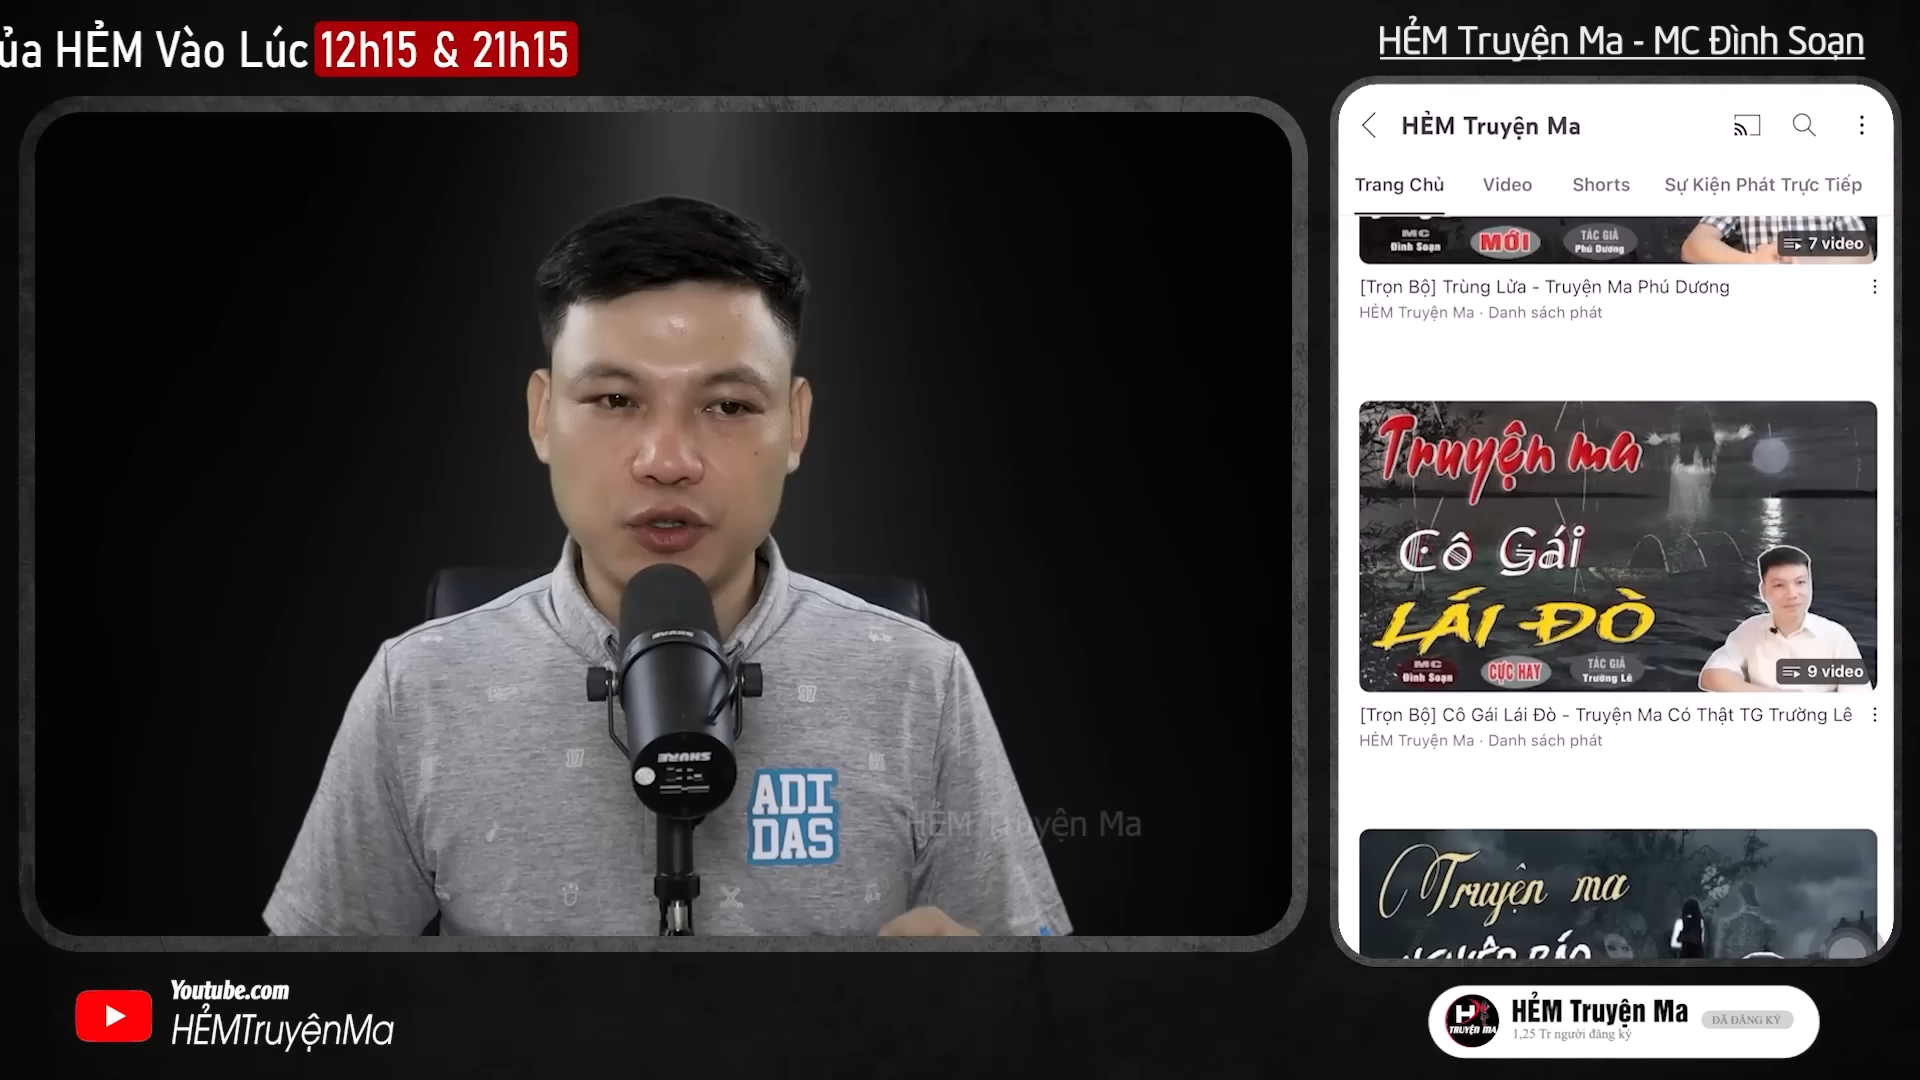 ủa HẺM Vào Lúc 12h15 & 21h15
HẺM Truyện Ma - MC Đình Soạn
HẺM Truyện Ma
Trang Chủ Video Shorts Sự Kiện Phát Trực Tiếp
MC Đình Soạn
MỚI
TÁC GIẢ Phú Dương
7 video
[Trọn Bộ] Trùng Lửa - Truyện Ma Phú Dương
HẺM Truyện Ma · Danh sách phát
Truyện ma
Cô Gái
LÁI ĐÒ
MC Đình Soạn
CỰC HAY
TÁC GIẢ Trường Lê
9 video
[Trọn Bộ] Cô Gái Lái Đò - Truyện Ma Có Thật TG Trường Lê
HẺM Truyện Ma · Danh sách phát
Truyện ma
SHURE
ADI
DAS
HẺM Truyện Ma
Youtube.com
HẺMTruyệnMa
H
TRUYỆN MA
HẺM Truyện Ma
1,25 Tr người đăng ký
ĐÃ ĐĂNG KÝ